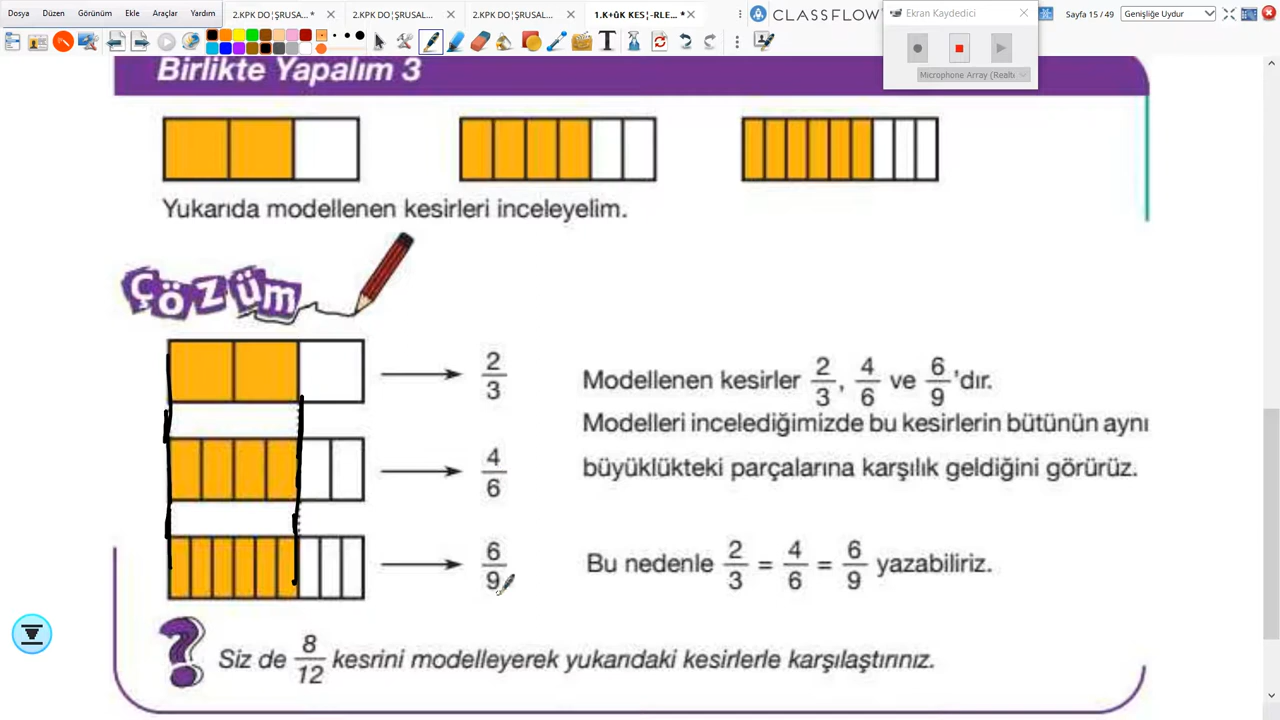 Dosya Düzen Görünüm Ekle Araçlar Yardım
2.KPK DO¦ŞRUSA... *
2.KPK DO¦ŞRUSAL...
2.KPK DO¦ŞRUSAL...
CLASSFLOW
Ekran Kaydedici
Microphone Array (Realt
Sayfa 15 / 49
Genişliğe Uydur
Birlikte Yapalım 3
Yukarıda modellenen kesirleri inceleyelim.
Çözüm
2/3
4/6
6/9
Modellenen kesirler 2/3, 4/6 ve 6/9'dır.
Modelleri incelediğimizde bu kesirlerin bütünün aynı
büyüklükteki parçalarına karşılık geldiğini görürüz.
Bu nedenle 2/3 = 4/6 = 6/9 yazabiliriz.
? Siz de 8/12 kesrini modelleyerek yukarıdaki kesirlerle karşılaştırınız.